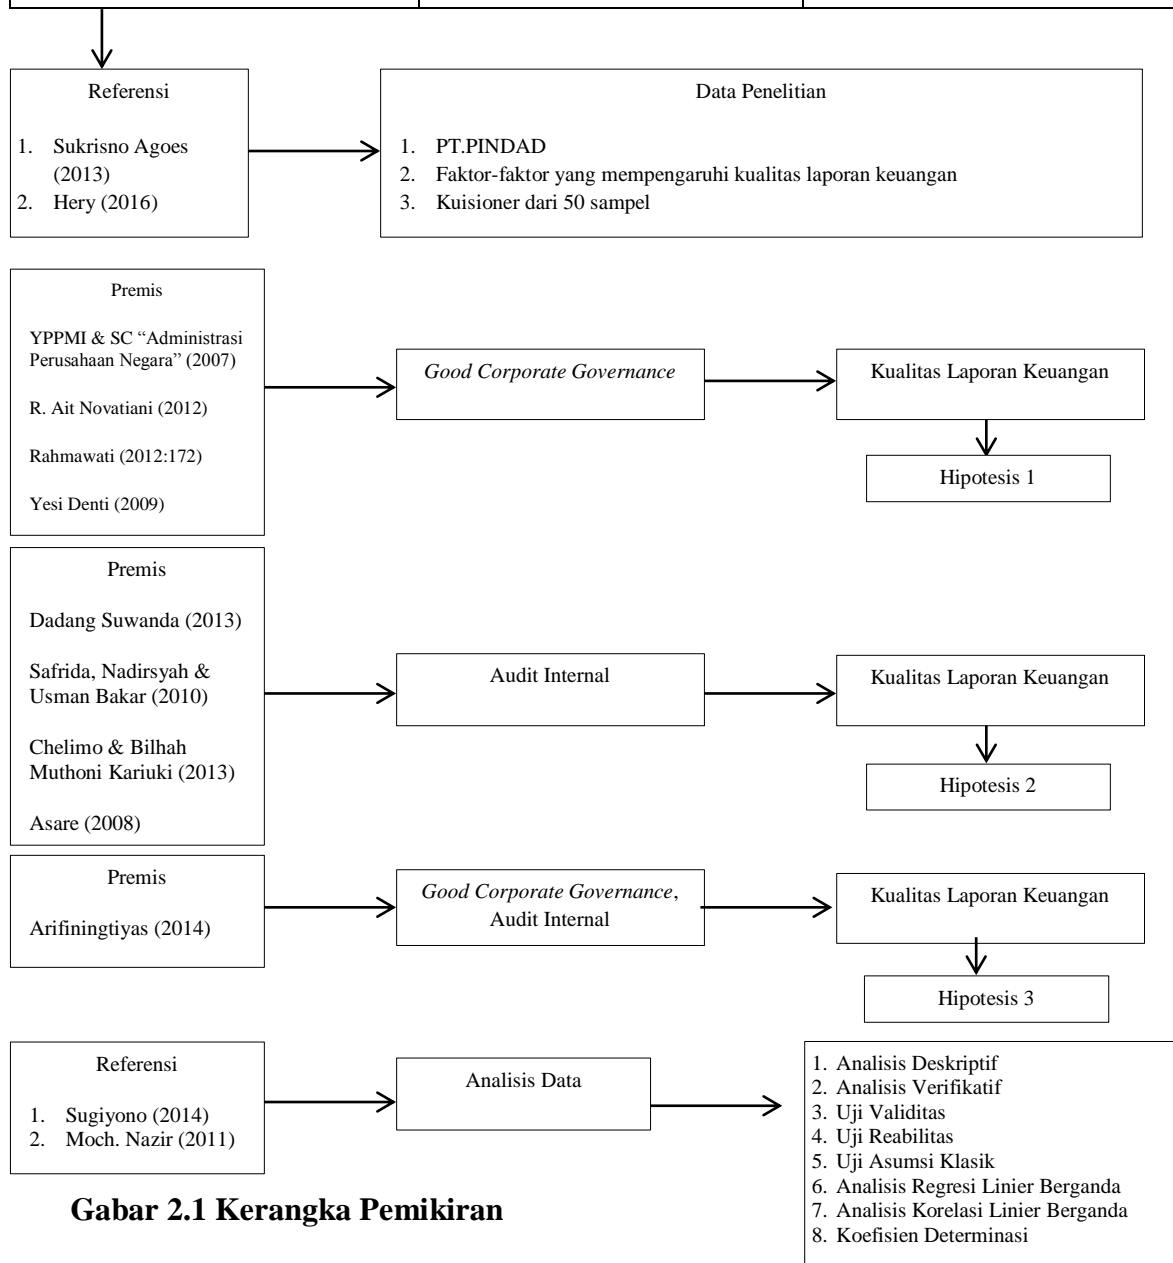 Referensi
1. Sukrisno Agoes
(2013)
2. Hery (2016)
Data Penelitian
1. PT.PINDAD
2. Faktor-faktor yang mempengaruhi kualitas laporan keuangan
3. Kuisioner dari 50 sampel
Premis
YPPMI & SC “Administrasi
Perusahaan Negara” (2007)
R. Ait Novatiani (2012)
Rahmawati (2012:172)
Yesi Denti (2009)
Good Corporate Governance
Kualitas Laporan Keuangan
Hipotesis 1
Premis
Dadang Suwanda (2013)
Safrida, Nadirsyah &
Usman Bakar (2010)
Chelimo & Bilhah
Muthoni Kariuki (2013)
Asare (2008)
Audit Internal
Kualitas Laporan Keuangan
Hipotesis 2
Premis
Arifiningtiyas (2014)
Good Corporate Governance,
Audit Internal
Kualitas Laporan Keuangan
Hipotesis 3
Referensi
1. Sugiyono (2014)
2. Moch. Nazir (2011)
Analisis Data
1. Analisis Deskriptif
2. Analisis Verifikatif
3. Uji Validitas
4. Uji Reabilitas
5. Uji Asumsi Klasik
6. Analisis Regresi Linier Berganda
7. Analisis Korelasi Linier Berganda
8. Koefisien Determinasi
Gabar 2.1 Kerangka Pemikiran